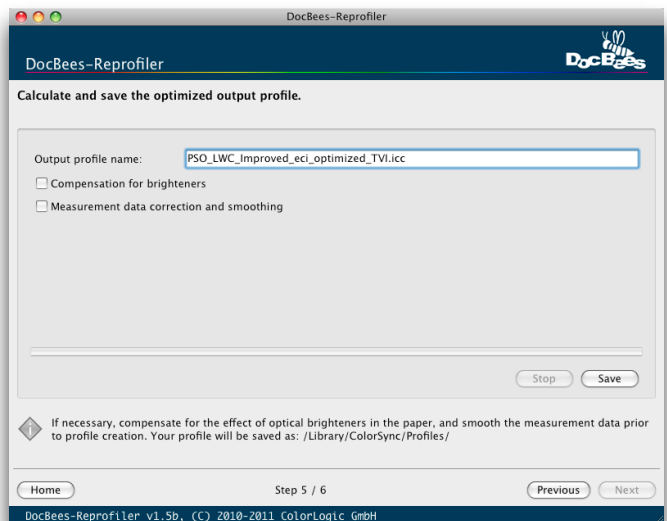 DocBees-Reprofiler
DocBees-Reprofiler
DocBees
Calculate and save the optimized output profile.
Output profile name:
PSO_LWC_Improved_eci_optimized_TVI.icc
Compensation for brighteners
Measurement data correction and smoothing
Stop
Save
If necessary, compensate for the effect of optical brighteners in the paper, and smooth the measurement data prior
to profile creation. Your profile will be saved as: /Library/ColorSync/Profiles/
Home
Step 5 / 6
Previous
Next
DocBees-Reprofiler v1.5b, (C) 2010-2011 ColorLogic GmbH